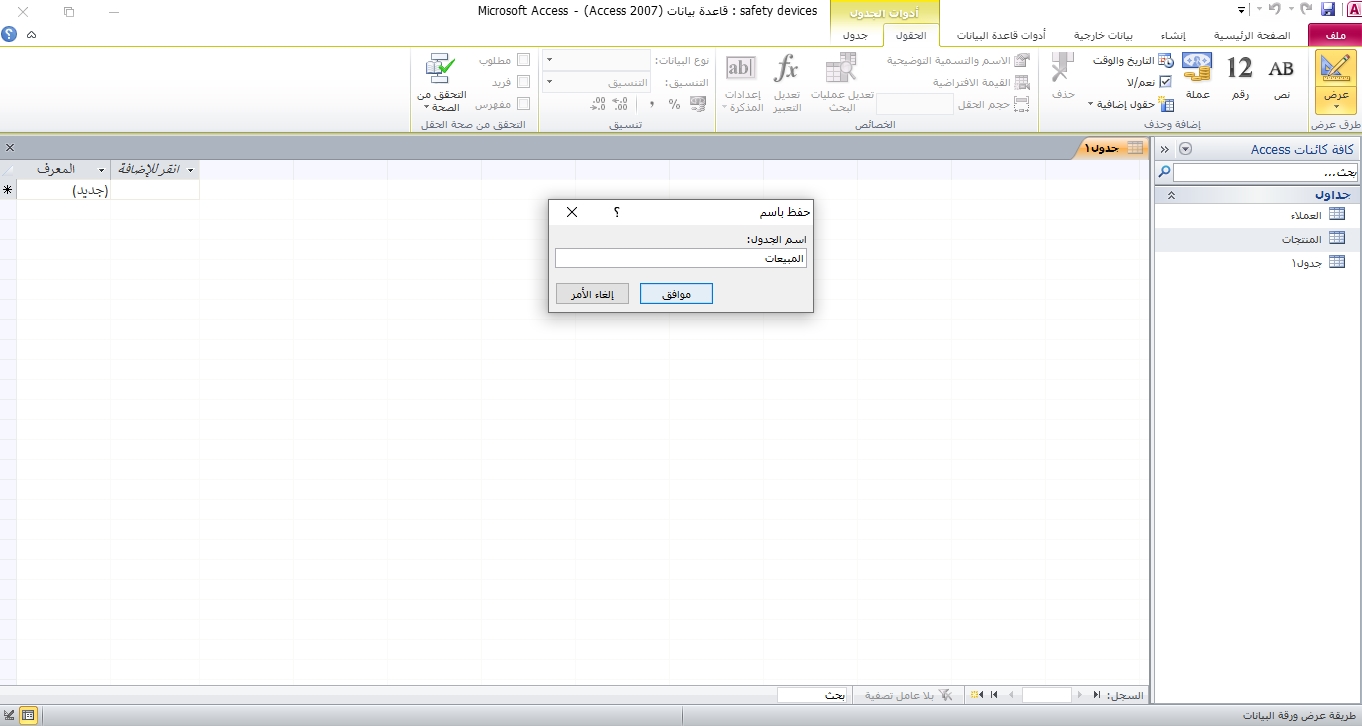 safety devices : قاعدة بيانات (Access 2007) - Microsoft Access
أدوات الجدول
ملف
الصفحة الرئيسية
إنشاء
بيانات خارجية
أدوات قاعدة البيانات
الحقول
جدول
عرض
طرق عرض
AB
نص
12
رقم
عملة
التاريخ والوقت
نعم/لا
حقول إضافية
حذف
إضافة وحذف
الاسم والتسمية التوضيحية
القيمة الافتراضية
حجم الحقل
تعديل عمليات البحث
fx
تعديل التعبير
ab|
إعدادات المذكرة
الخصائص
نوع البيانات:
التنسيق:
التنسيق
%
تنسيق
مطلوب
فريد
مفهرس
التحقق من الصحة
التحقق من صحة الحقل
كافة كائنات Access
بحث...
جداول
العملاء
المنتجات
جدول١
جدول١
المعرف
انقر للإضافة
(جديد)
حفظ باسم
؟
اسم الجدول:
المبيعات
موافق
إلغاء الأمر
السجل:
بلا عامل تصفية
بحث
طريقة عرض ورقة البيانات